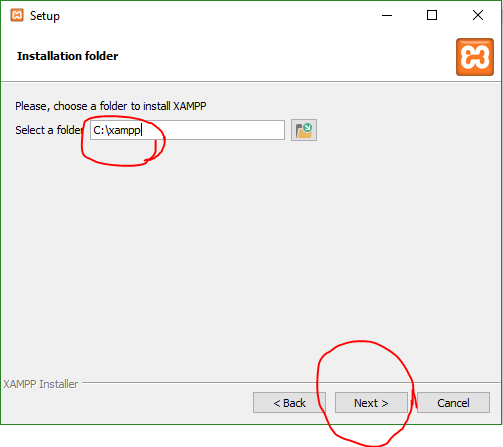 Setup
Installation folder
Please, choose a folder to install XAMPP
Select a folder C:\xampp
XAMPP Installer
< Back Next > Cancel